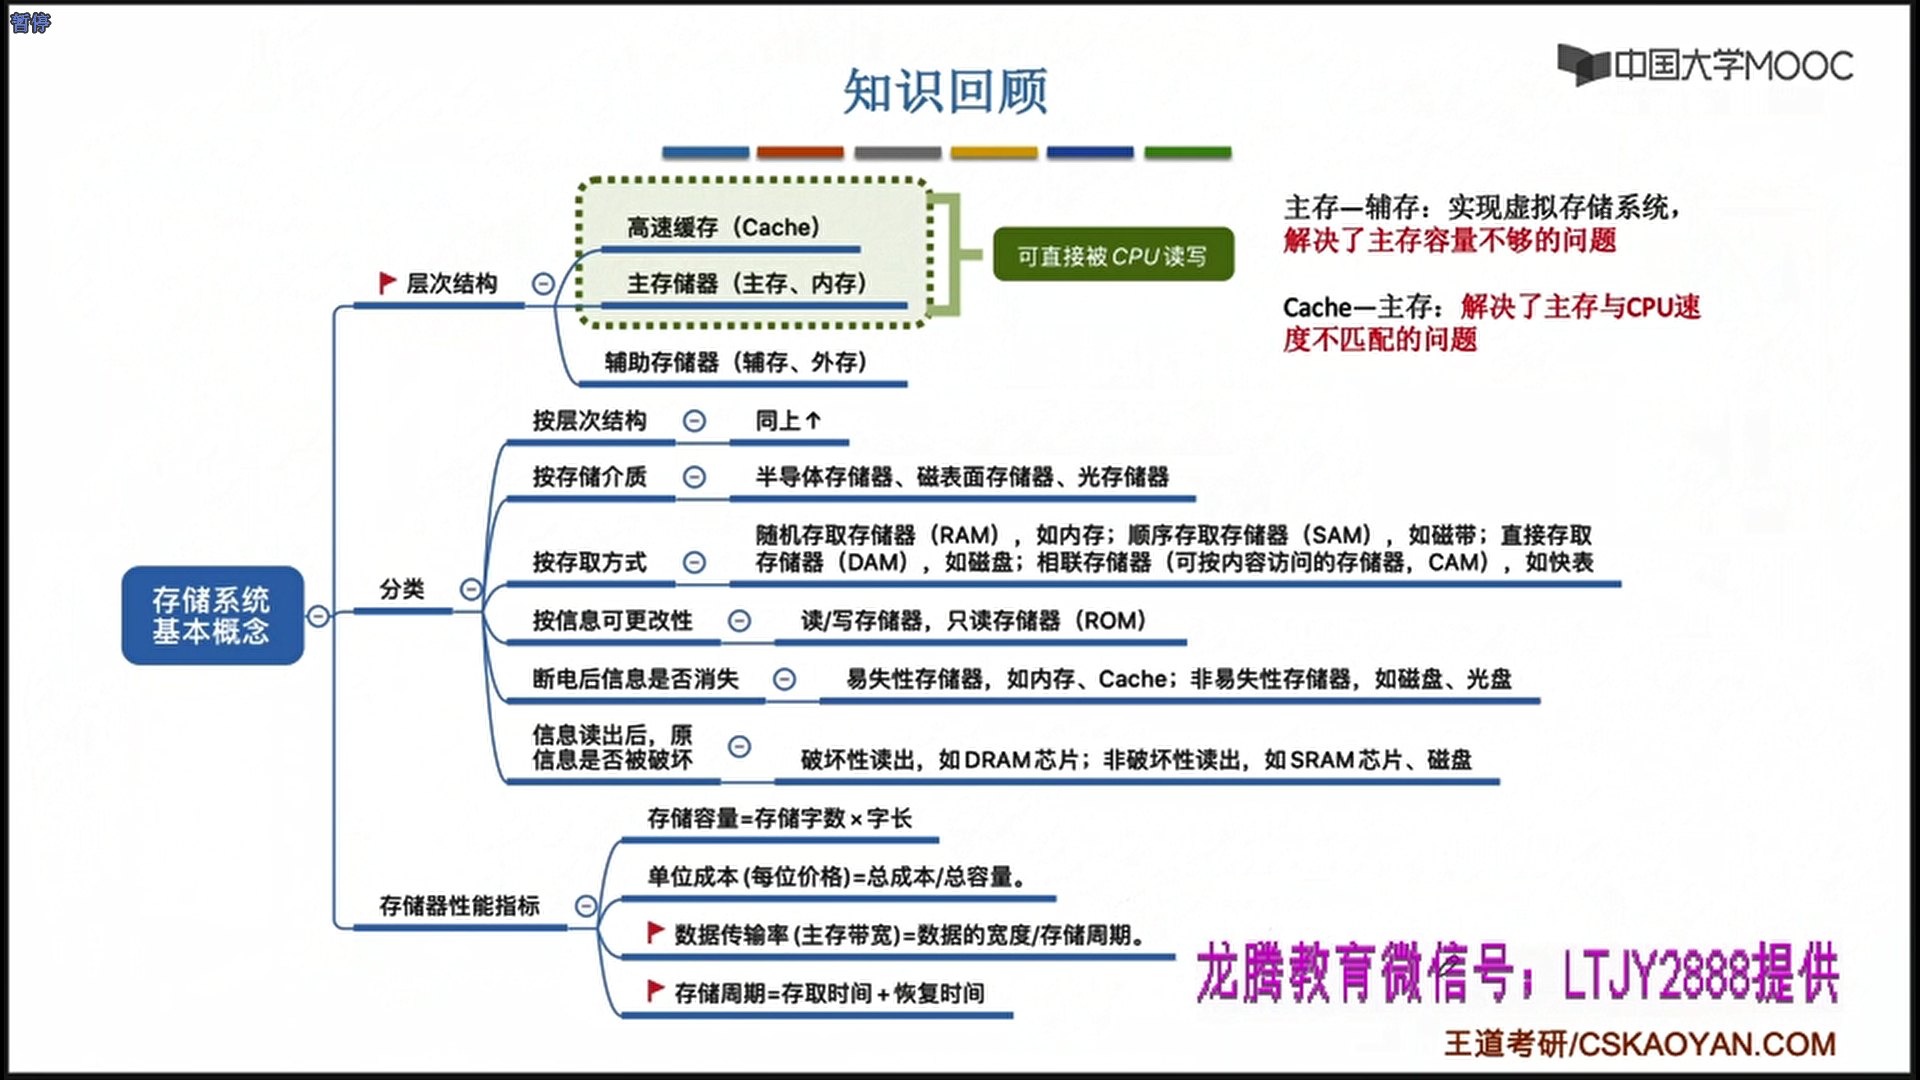 暂停
中国大学MOOC
知识回顾
高速缓存（Cache）
主存储器（主存、内存）
辅助存储器（辅存、外存）
层次结构
可直接被CPU读写
主存—辅存：实现虚拟存储系统，
解决了主存容量不够的问题
Cache—主存：解决了主存与CPU速
度不匹配的问题
存储系统
基本概念
分类
按层次结构
同上↑
按存储介质
半导体存储器、磁表面存储器、光存储器
按存取方式
随机存取存储器（RAM），如内存；顺序存取存储器（SAM），如磁带；直接存取
存储器（DAM），如磁盘；相联存储器（可按内容访问的存储器，CAM），如快表
按信息可更改性
读/写存储器，只读存储器（ROM）
断电后信息是否消失
易失性存储器，如内存、Cache；非易失性存储器，如磁盘、光盘
信息读出后，原
信息是否被破坏
破坏性读出，如DRAM芯片；非破坏性读出，如SRAM芯片、磁盘
存储器性能指标
存储容量=存储字数×字长
单位成本(每位价格)=总成本/总容量。
数据传输率(主存带宽)=数据的宽度/存储周期。
存储周期=存取时间+恢复时间
龙腾教育微信号：LTJY2888提供
王道考研/CSKAOYAN.COM